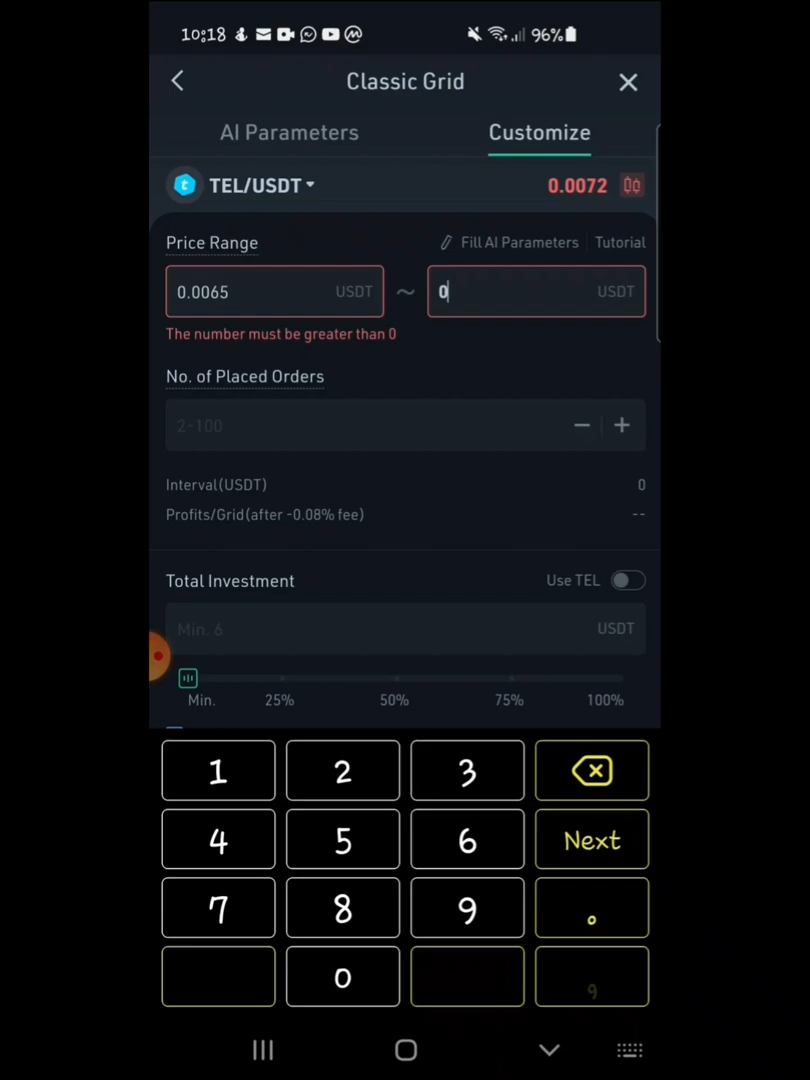 10:18 96%
Classic Grid
AI Parameters Customize
TEL/USDT 0.0072
Price Range Fill AI Parameters Tutorial
0.0065 USDT ~ 0 USDT
The number must be greater than 0
No. of Placed Orders
2-100 − +
Interval(USDT) 0
Profits/Grid(after -0.08% fee) --
Total Investment Use TEL
Min. 6 USDT
Min. 25% 50% 75% 100%
1 2 3
4 5 6 Next
7 8 9 .
0 ,